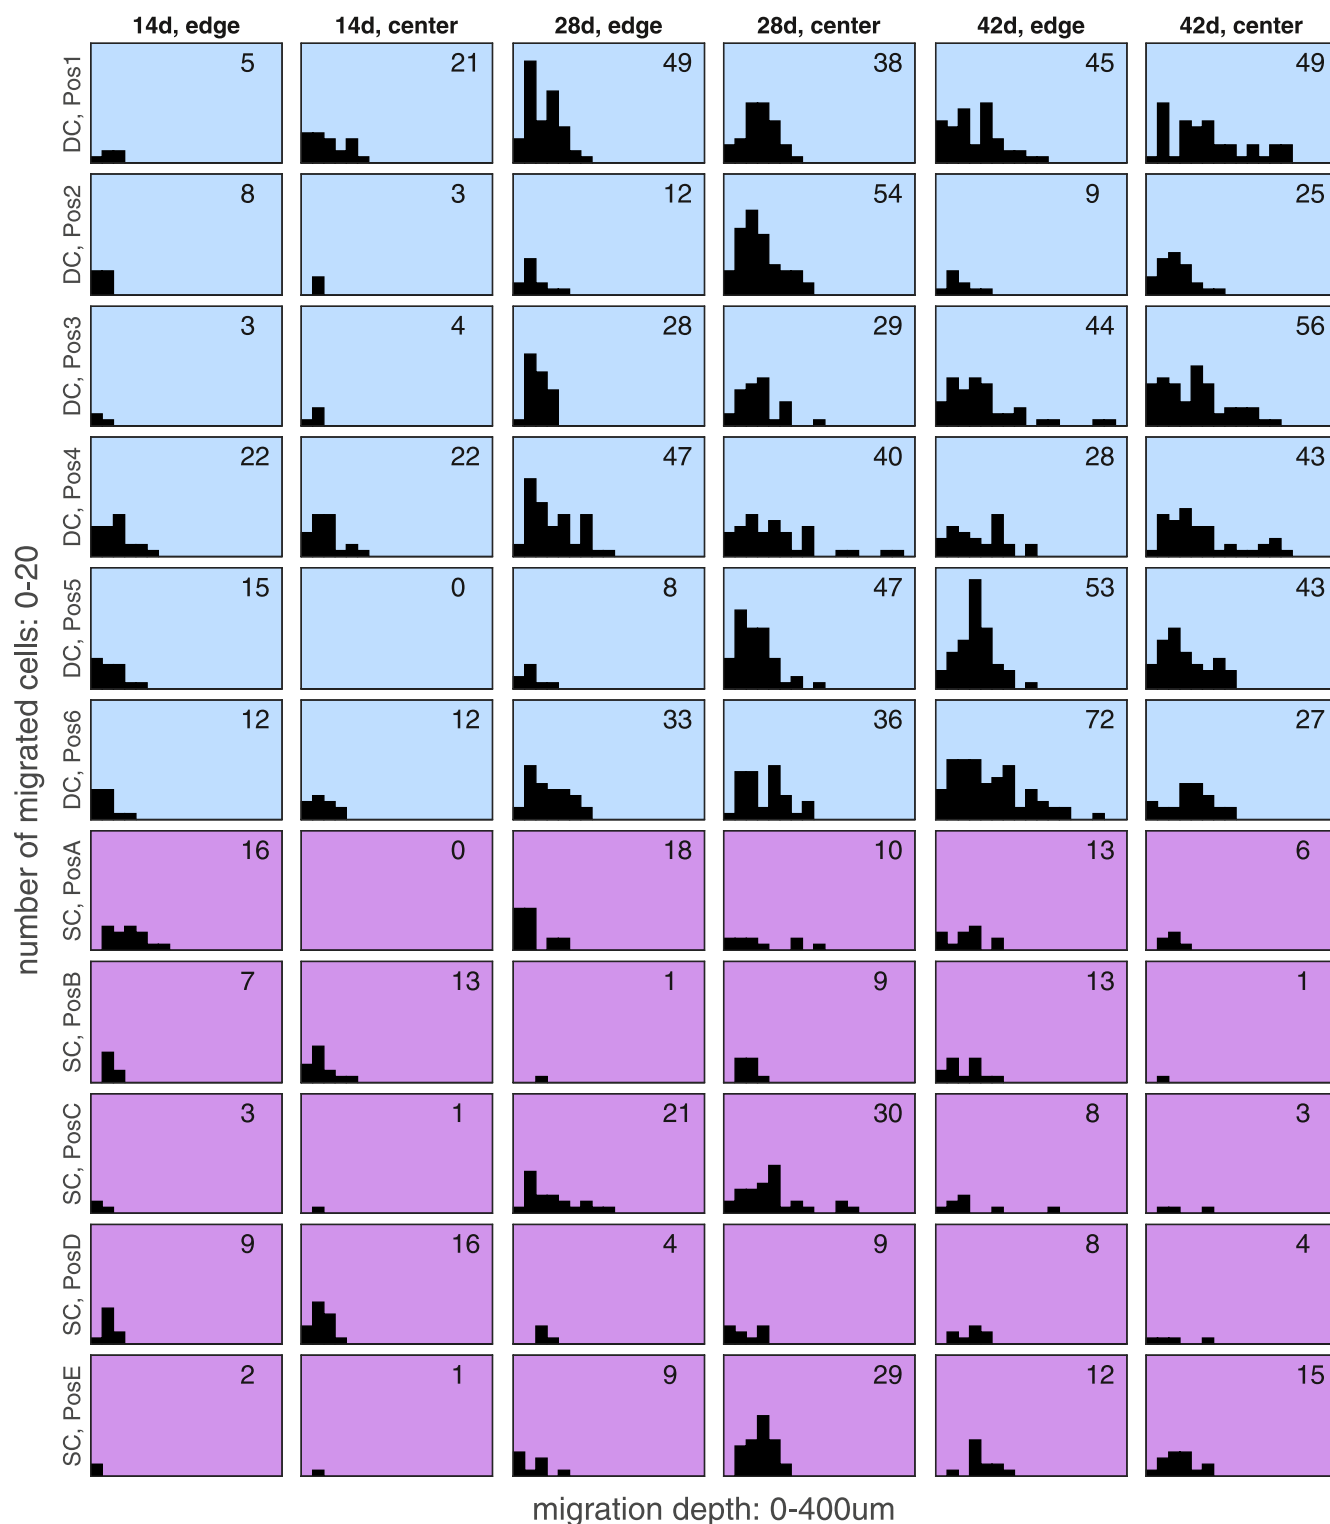 14d, edge 14d, center 28d, edge 28d, center 42d, edge 42d, center
DC, Pos1 5 21 49 38 45 49
DC, Pos2 8 3 12 54 9 25
DC, Pos3 3 4 28 29 44 56
DC, Pos4 22 22 47 40 28 43
DC, Pos5 15 0 8 47 53 43
DC, Pos6 12 12 33 36 72 27
SC, PosA 16 0 18 10 13 6
SC, PosB 7 13 1 9 13 1
SC, PosC 3 1 21 30 8 3
SC, PosD 9 16 4 9 8 4
SC, PosE 2 1 9 29 12 15
number of migrated cells: 0-20
migration depth: 0-400um